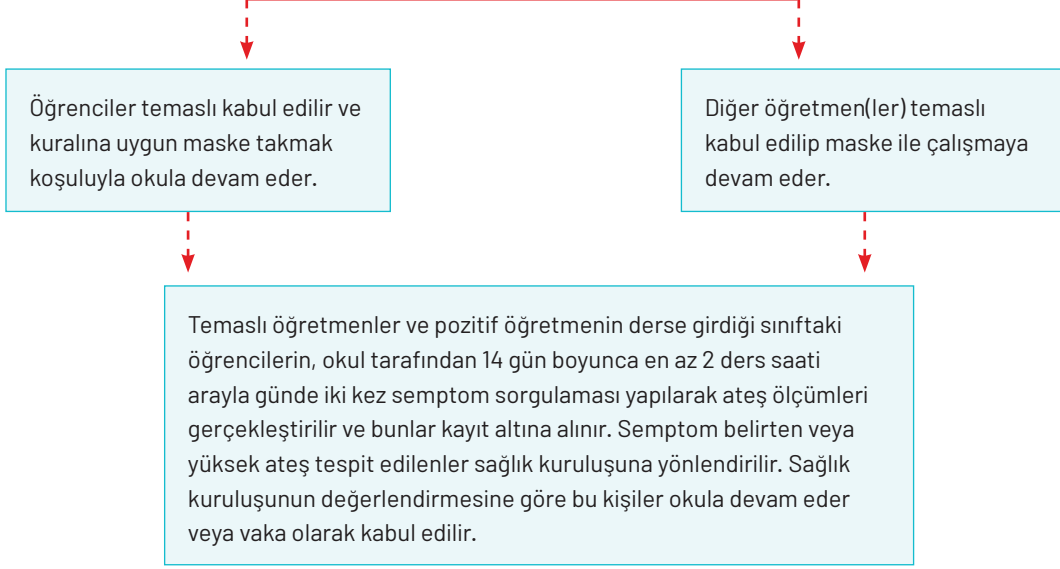 Öğrenciler temaslı kabul edilir ve
kuralına uygun maske takmak
koşuluyla okula devam eder.
Diğer öğretmen(ler) temaslı
kabul edilip maske ile çalışmaya
devam eder.
Temaslı öğretmenler ve pozitif öğretmenin derse girdiği sınıftaki
öğrencilerin, okul tarafından 14 gün boyunca en az 2 ders saati
arayla günde iki kez semptom sorgulaması yapılarak ateş ölçümleri
gerçekleştirilir ve bunlar kayıt altına alınır. Semptom belirten veya
yüksek ateş tespit edilenler sağlık kuruluşuna yönlendirilir. Sağlık
kuruluşunun değerlendirmesine göre bu kişiler okula devam eder
veya vaka olarak kabul edilir.